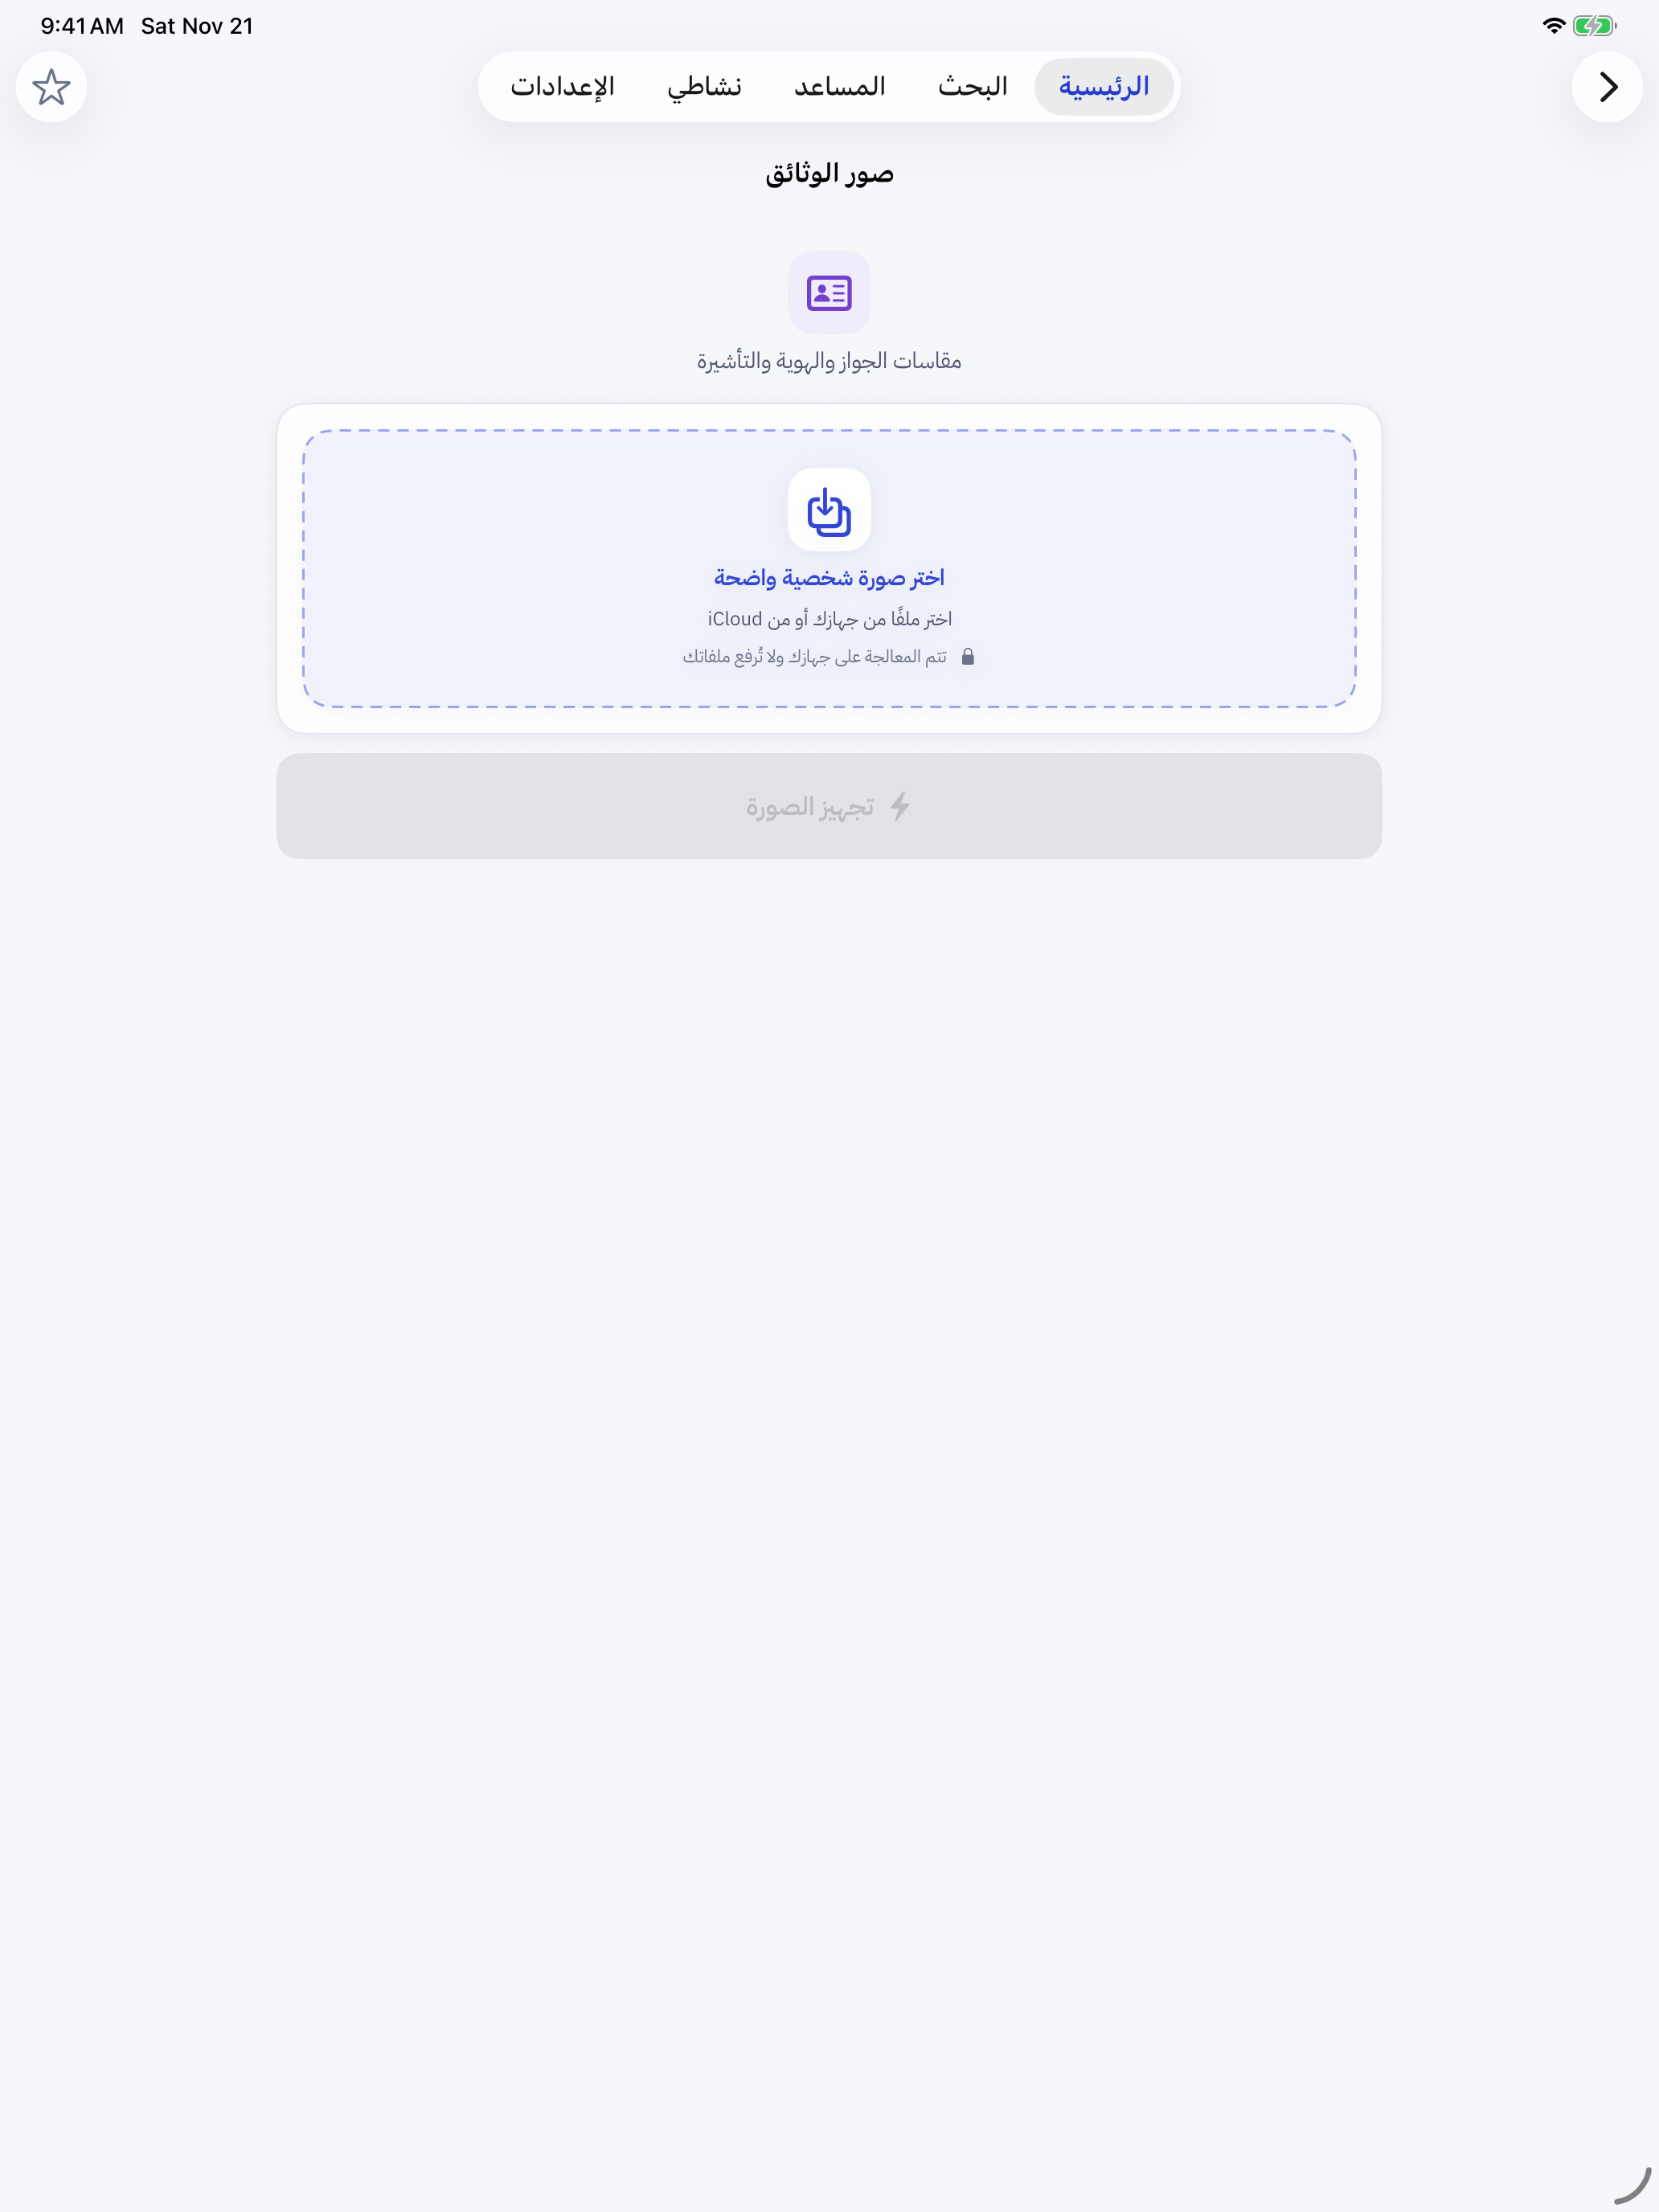 9:41 AM Sat Nov 21
الرئيسية البحث المساعد نشاطي الإعدادات
صور الوثائق
مقاسات الجواز والهوية والتأشيرة
اختر صورة شخصية واضحة
اختر ملفًا من جهازك أو من iCloud
تتم المعالجة على جهازك ولا تُرفع ملفاتك
تجهيز الصورة